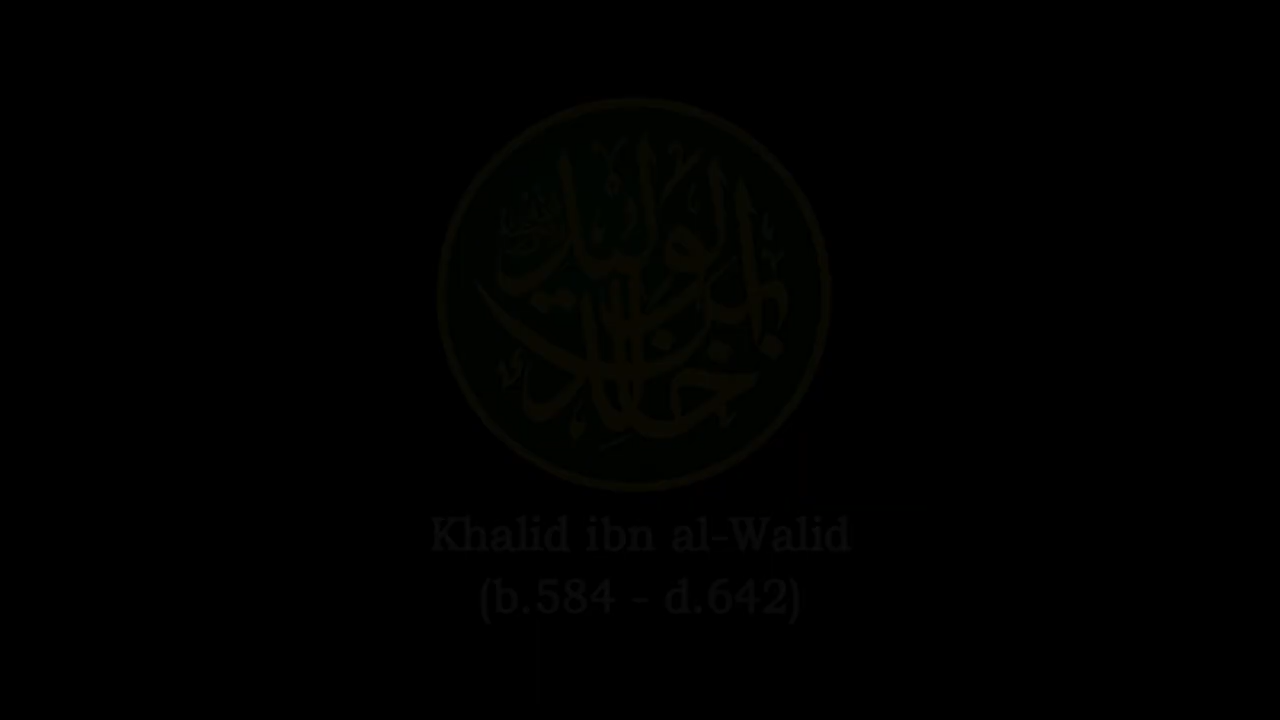 خالد بن الوليد
Khalid ibn al-Walid
(b.584 - d.642)